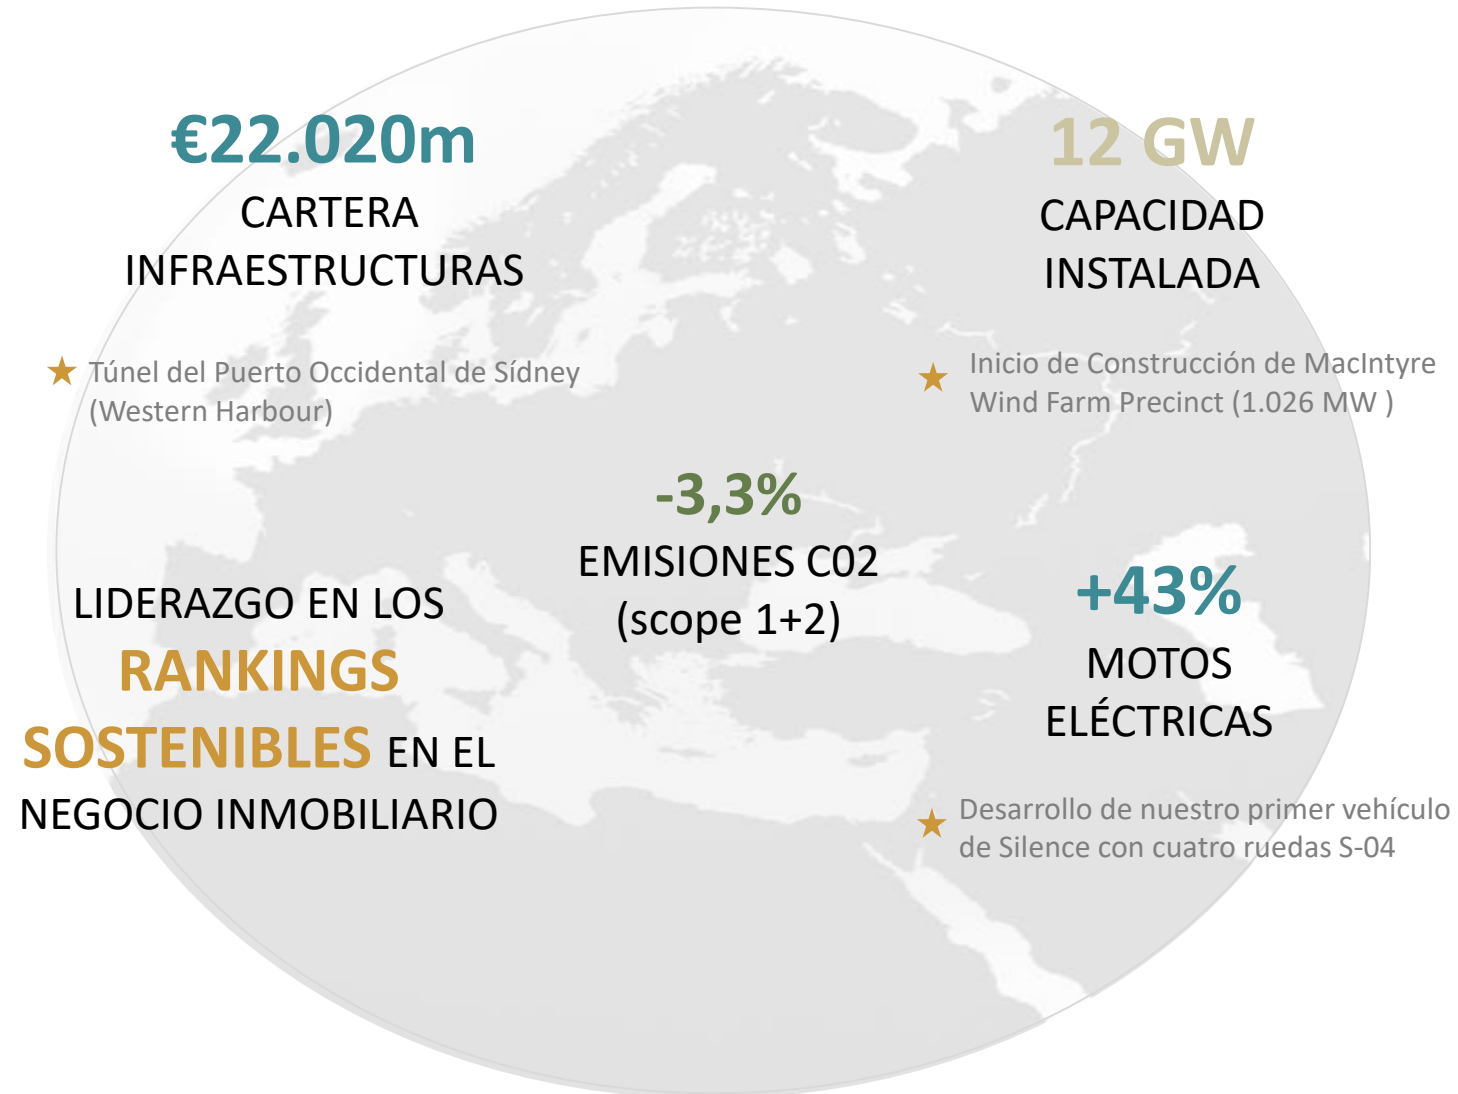 €22.020m
CARTERA
INFRAESTRUCTURAS
Túnel del Puerto Occidental de Sídney
(Western Harbour)
12 GW
CAPACIDAD
INSTALADA
Inicio de Construcción de MacIntyre
Wind Farm Precinct (1.026 MW )
-3,3%
EMISIONES C02
(scope 1+2)
LIDERAZGO EN LOS
RANKINGS
SOSTENIBLES EN EL
NEGOCIO INMOBILIARIO
+43%
MOTOS
ELÉCTRICAS
Desarrollo de nuestro primer vehículo
de Silence con cuatro ruedas S-04